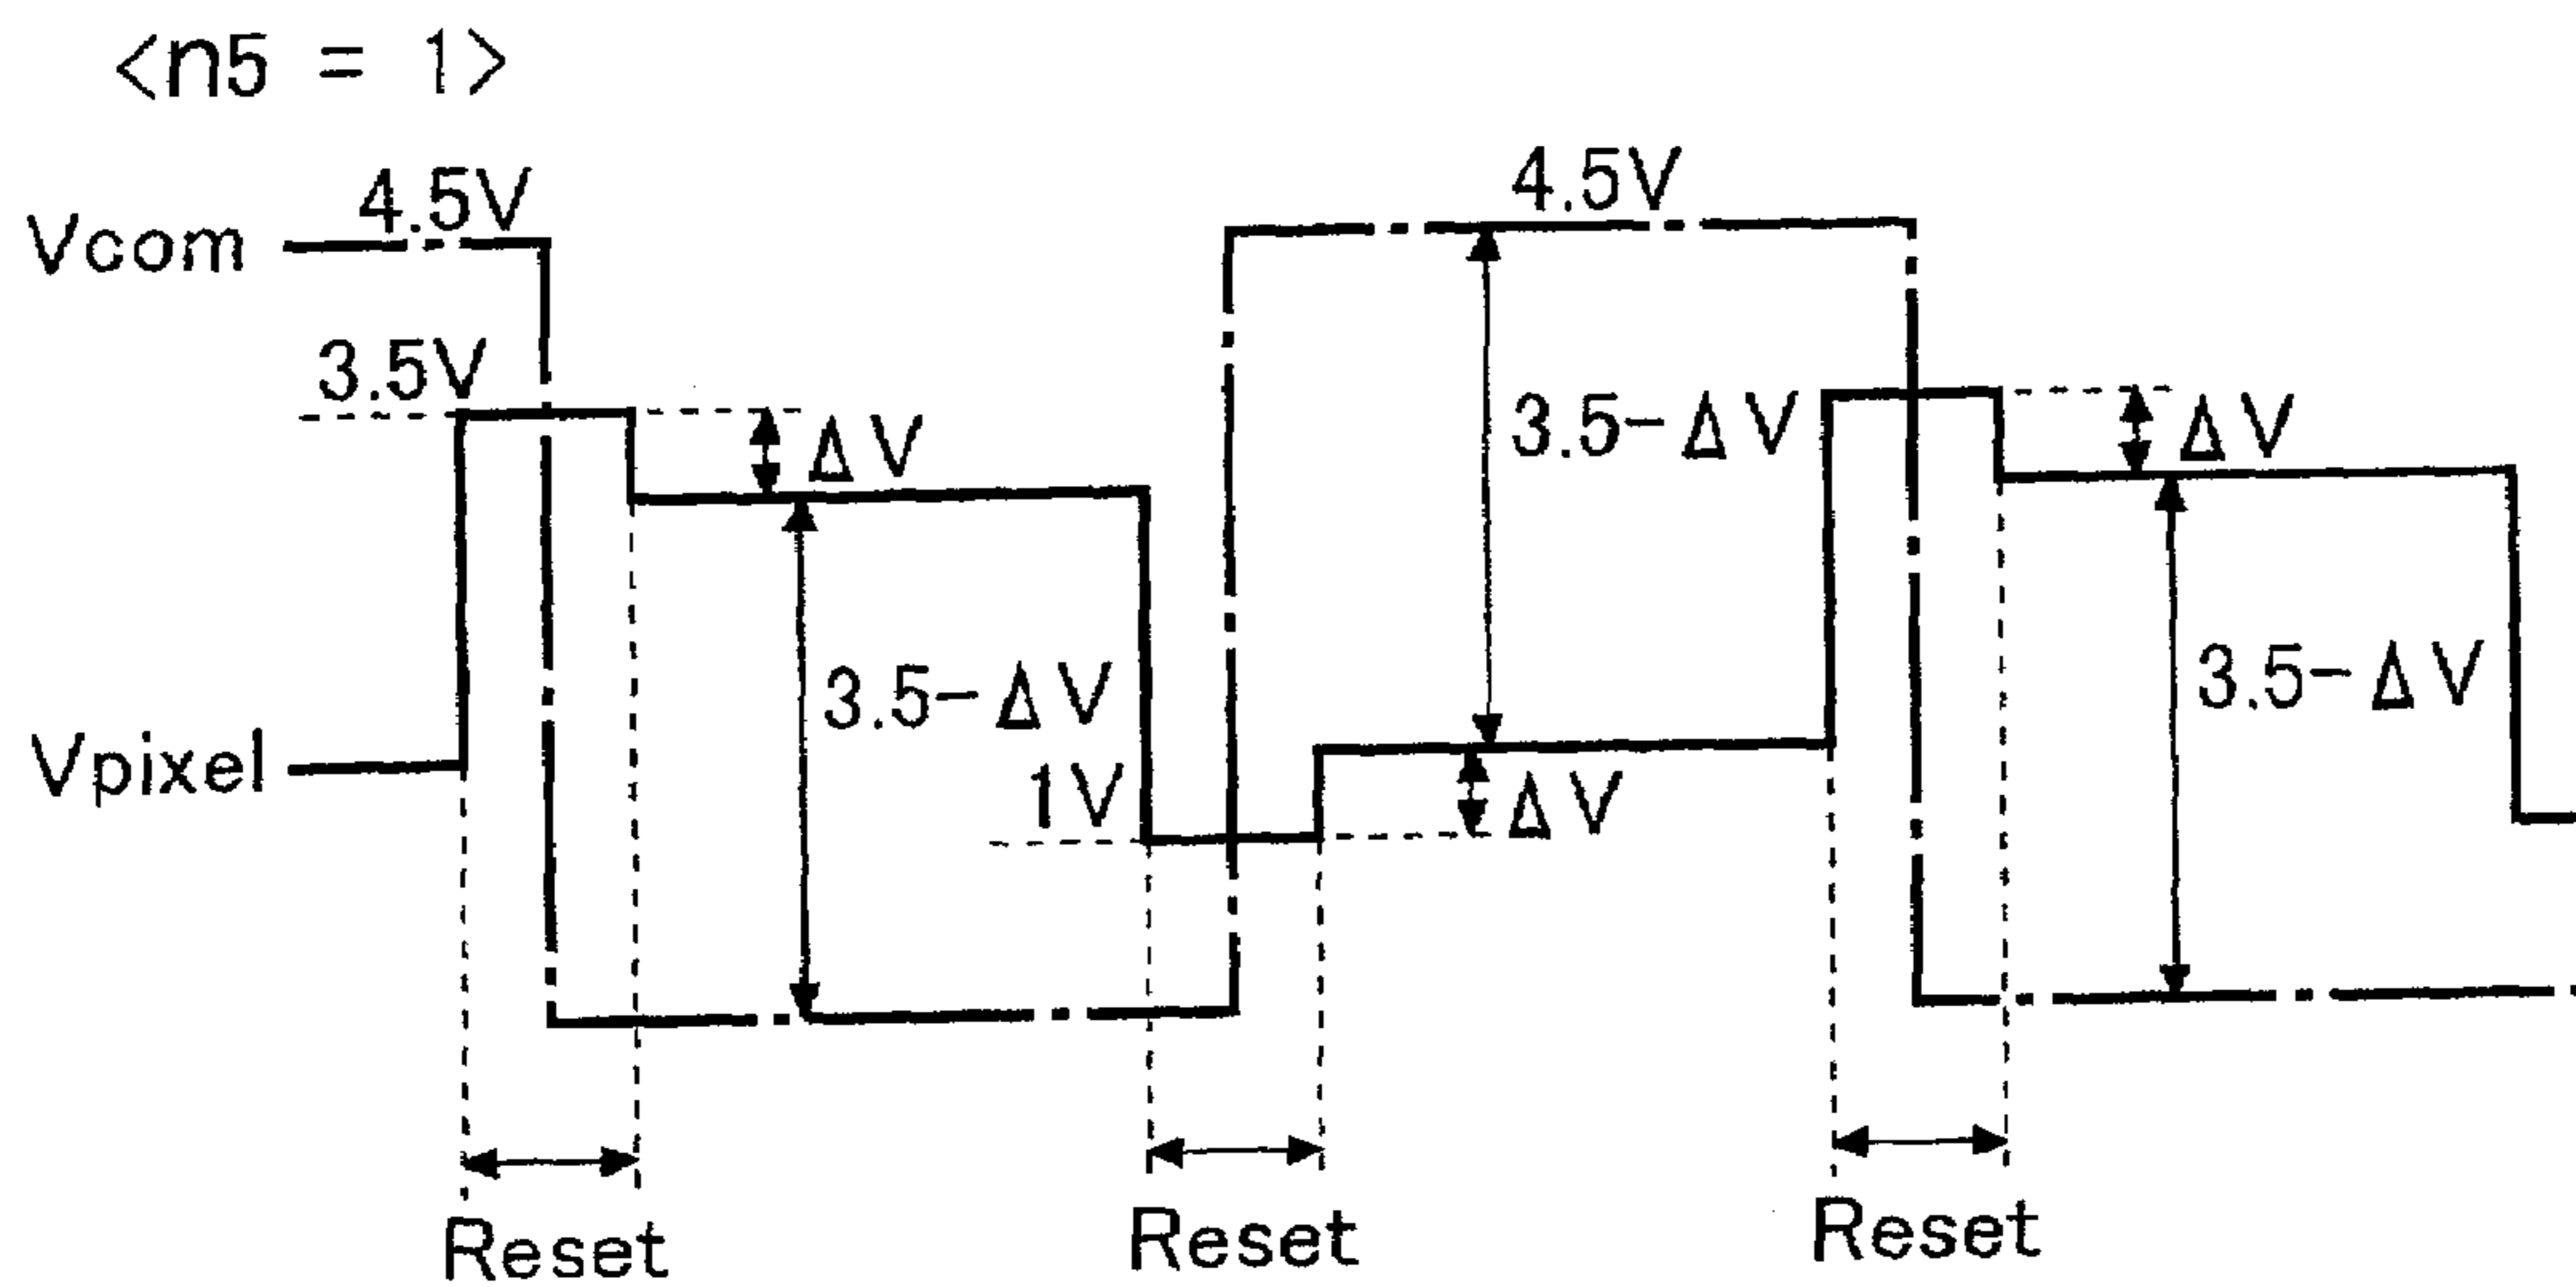 <n5 = 1>
4.5V
4.5V
Vcom
3.5V
ΔV
3.5-ΔV
ΔV
3.5-ΔV
3.5-ΔV
Vpixel
1V
ΔV
Reset
Reset
Reset